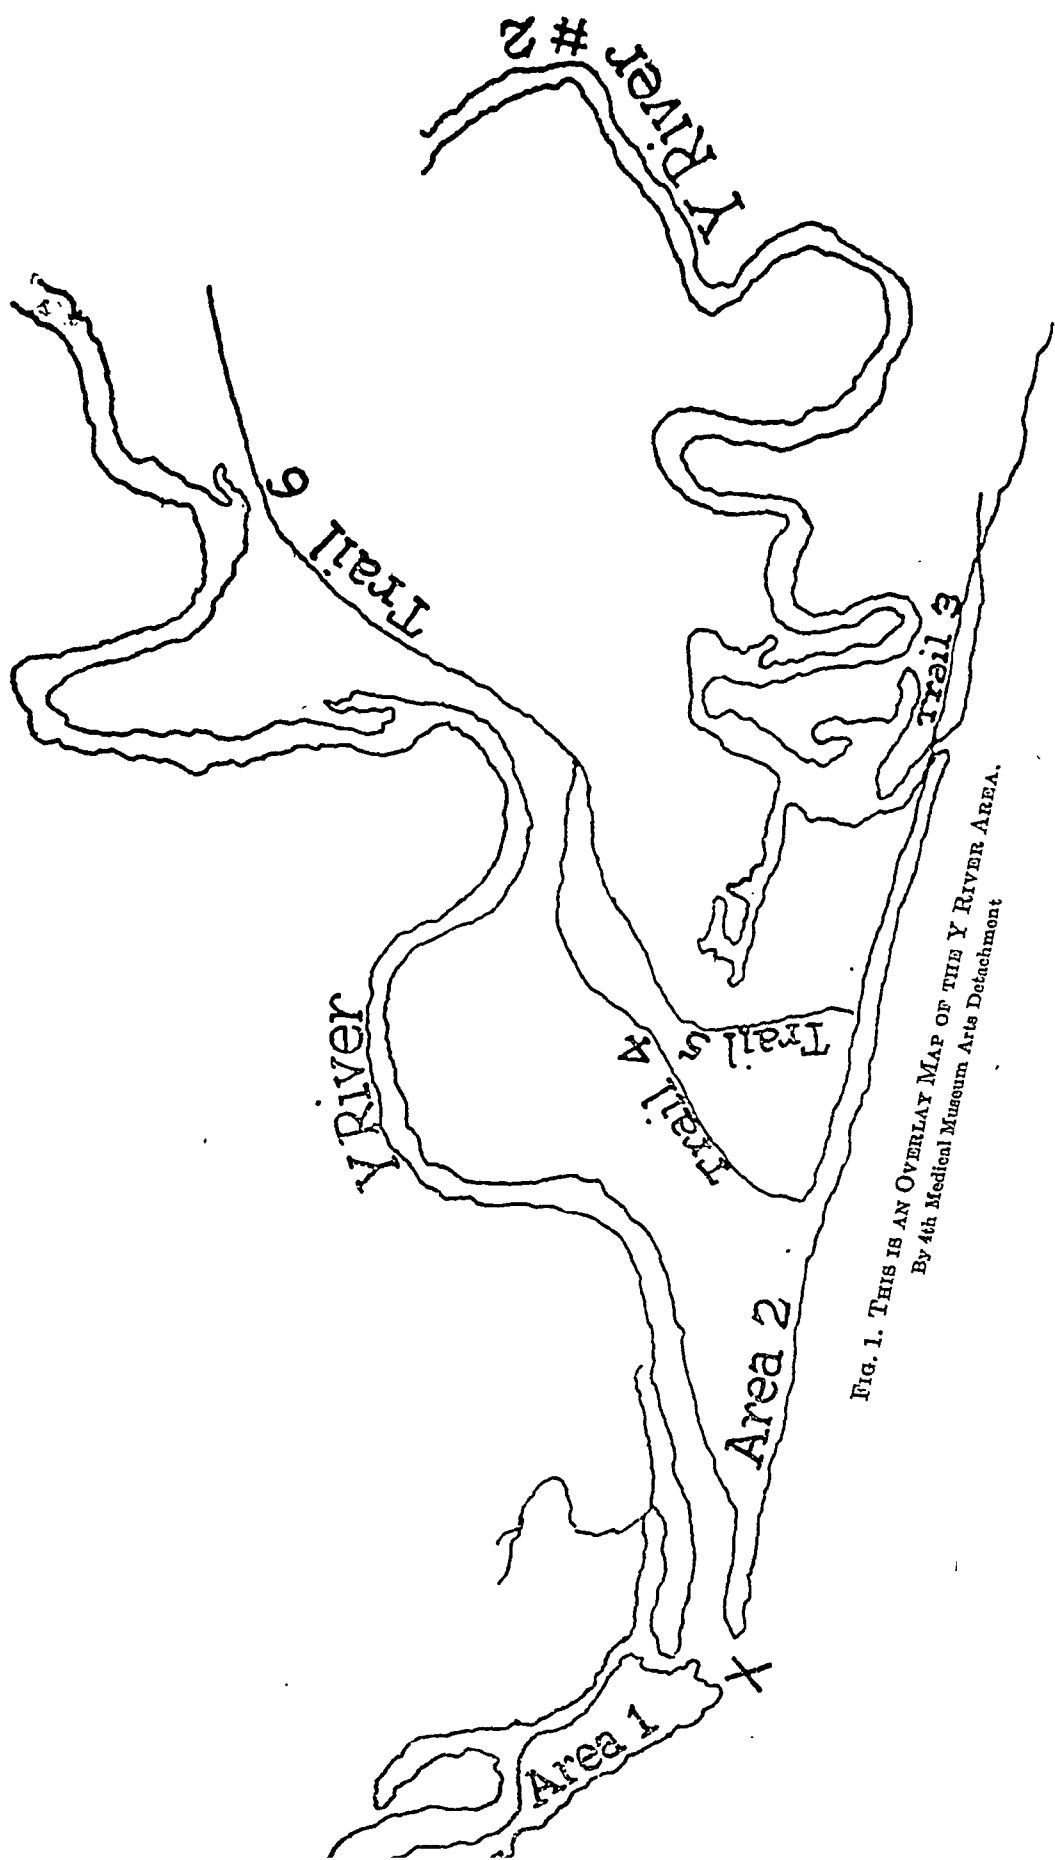 Y River #2
Trail 6
Trail 3
Y River
Trail 4
Trail 5
Area 2
X
Area 1
FIG. 1. THIS IS AN OVERLAY MAP OF THE Y RIVER AREA.
By 4th Medical Museum Arts Detachment